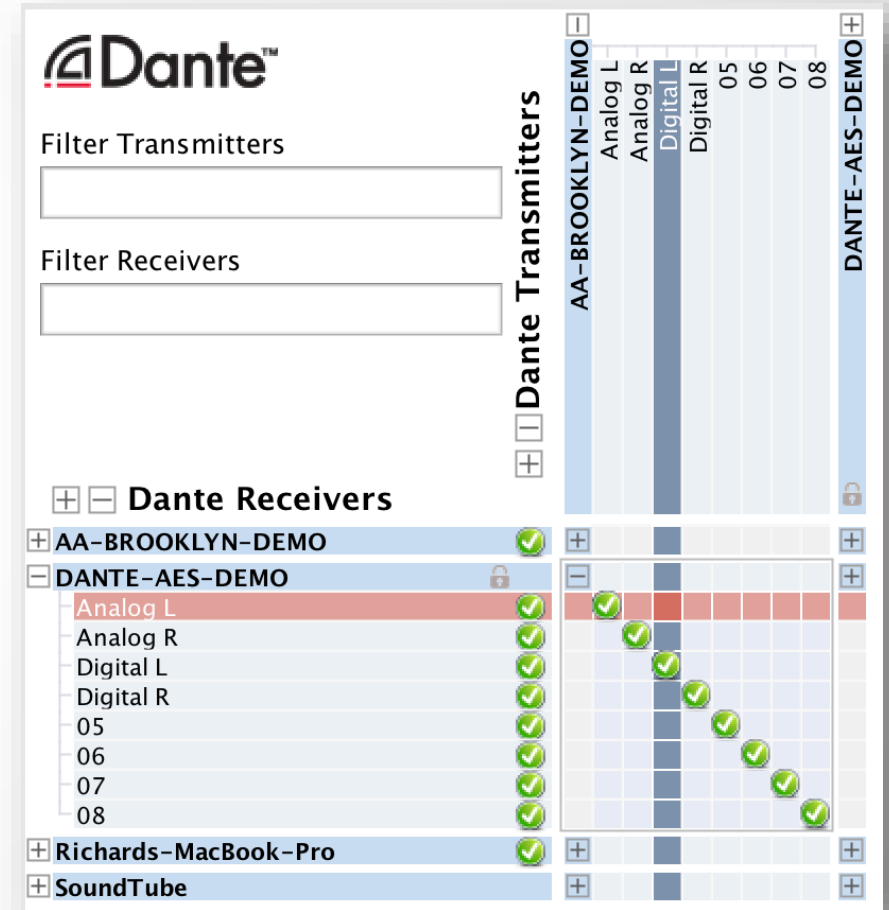 Dante™
Filter Transmitters
Filter Receivers
Dante Transmitters
AA-BROOKLYN-DEMO
Analog L
Analog R
Digital L
Digital R
05
06
07
08
DANTE-AES-DEMO
Dante Receivers
AA-BROOKLYN-DEMO
DANTE-AES-DEMO
Analog L
Analog R
Digital L
Digital R
05
06
07
08
Richards-MacBook-Pro
SoundTube